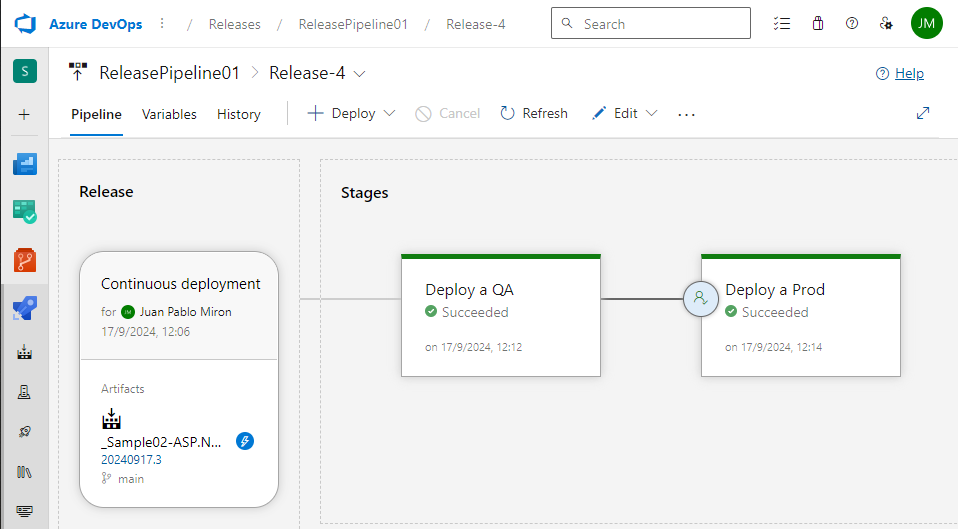 Azure DevOps / Releases / ReleasePipeline01 / Release-4
Search
JM
S
ReleasePipeline01 > Release-4
Help
Pipeline Variables History Deploy Cancel Refresh Edit ...
Release
Continuous deployment
for JM Juan Pablo Miron
17/9/2024, 12:06
Artifacts
_Sample02-ASP.N...
20240917.3
main
Stages
Deploy a QA
Succeeded
on 17/9/2024, 12:12
Deploy a Prod
Succeeded
on 17/9/2024, 12:14